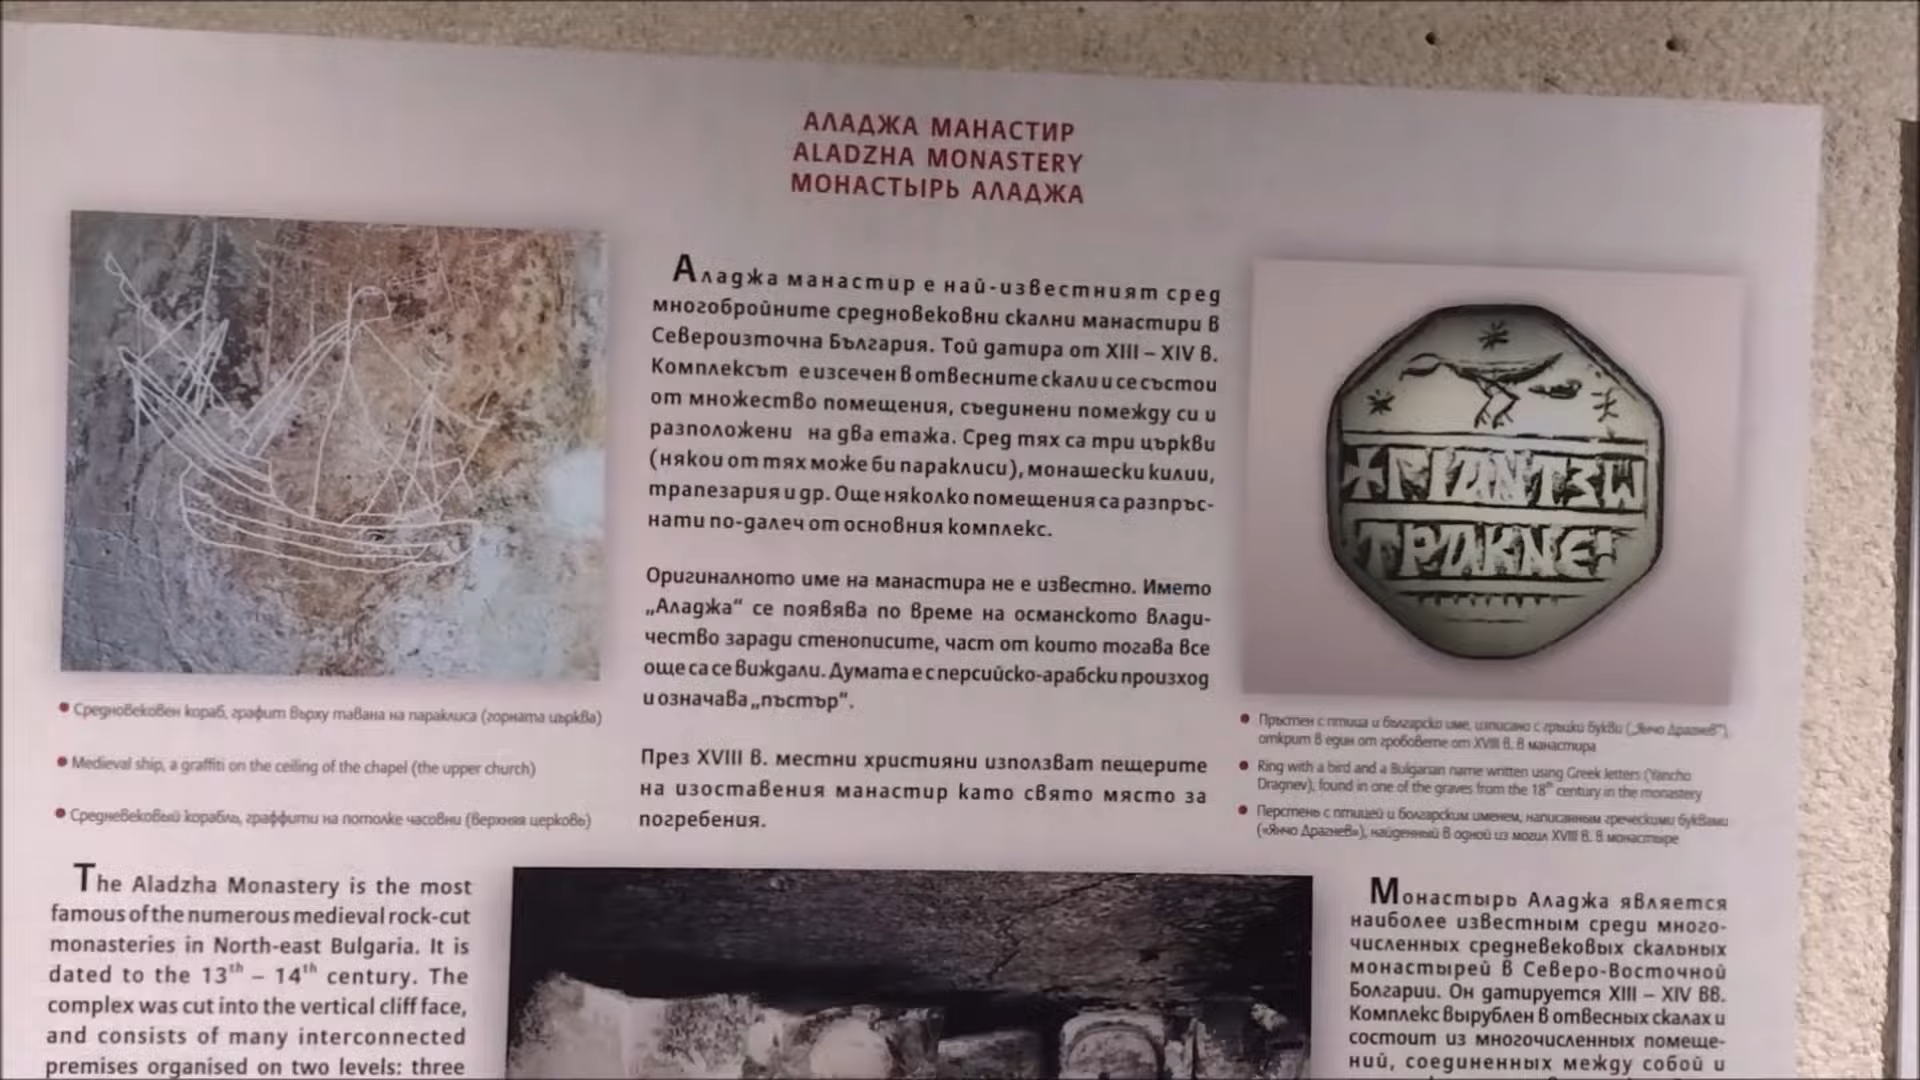 АЛАДЖА МАНАСТИР
ALADZHA MONASTERY
МОНАСТЫРЬ АЛАДЖА
Аладжа манастир е най-известният сред
многобройните средновековни скални манастири в
Североизточна България. Той датира от XIII – XIV в.
Комплексът е изсечен в отвесните скали и се състои
от множество помещения, съединени помежду си и
разположени на два етажа. Сред тях са три църкви
(някои от тях може би параклиси), монашески килии,
трапезария и др. Още няколко помещения са разпръс-
нати по-далеч от основния комплекс.
Оригиналното име на манастира не е известно. Името
„Аладжа“ се появява по време на османското влади-
чество заради стенописите, част от които тогава все
още са се виждали. Думата е с персийско-арабски произход
и означава „пъстър“.
През XVIII в. местни християни използват пещерите
на изоставения манастир като свято място за
погребения.
• Средновековен кораб, графит върху тавана на параклиса (горната църква)
• Medieval ship, a graffiti on the ceiling of the chapel (the upper church)
• Средневековый корабль, граффити на потолке часовни (верхняя церковь)
• Пръстен с птица и българско име, изписано с гръцки букви („Янчо Драгнев“),
открит в един от гробовете от XVIII в. в манастира
• Ring with a bird and a Bulgarian name written using Greek letters (Yancho
Dragnev), found in one of the graves from the 18th century in the monastery
• Перстень с птицей и болгарским именем, написанным греческими буквами
(«Янчо Драгнев»), найденный в одной из могил XVIII в. в монастыре
The Aladzha Monastery is the most
famous of the numerous medieval rock-cut
monasteries in North-east Bulgaria. It is
dated to the 13th – 14th century. The
complex was cut into the vertical cliff face,
and consists of many interconnected
premises organised on two levels: three
Монастырь Аладжа является
наиболее известным среди много-
численных средневековых скальных
монастырей в Северо-Восточной
Болгарии. Он датируется XIII – XIV вв.
Комплекс вырублен в отвесных скалах и
состоит из многочисленных помеще-
ний, соединенных между собой и